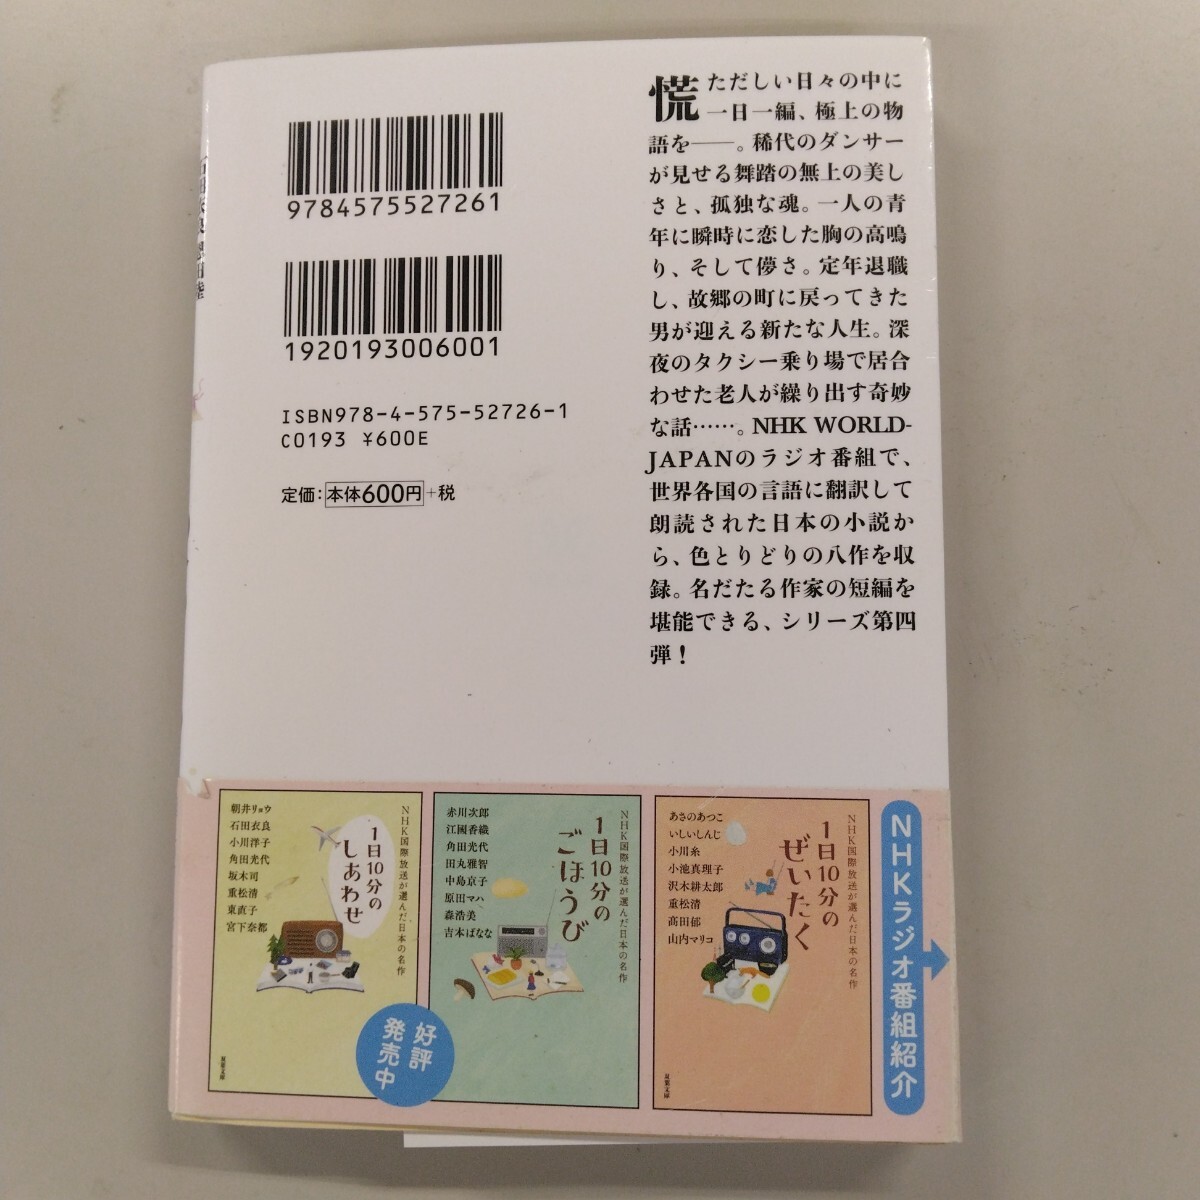 9784575527261
1920193006001
ISBN978-4-575-52726-1
C0193 ¥600E
定価：本体600円+税
慌ただしい日々の中に
一日一編、極上の物
語を――。稀代のダンサー
が見せる舞踏の無上の美し
さと、孤独な魂。一人の青
年に瞬時に恋した胸の高鳴
り、そして儚さ。定年退職
し、故郷の町に戻ってきた
男が迎える新たな人生。深
夜のタクシー乗り場で居合
わせた老人が繰り出す奇妙
な話……。NHK WORLD-
JAPANのラジオ番組で、
世界各国の言語に翻訳して
朗読された日本の小説か
ら、色とりどりの八作を収
録。名だたる作家の短編を
堪能できる、シリーズ第四
弾！
朝井リョウ
石田衣良
小川洋子
角田光代
坂木司
重松清
東直子
宮下奈都
NHK国際放送が選んだ日本の名作
1日10分の
しあわせ
双葉文庫
好評
発売中
赤川次郎
江國香織
角田光代
田丸雅智
中島京子
原田マハ
森浩美
吉本ばなな
NHK国際放送が選んだ日本の名作
1日10分の
ごほうび
あさのあつこ
いしいしんじ
小川糸
小池真理子
沢木耕太郎
重松清
髙田郁
山内マリコ
NHK国際放送が選んだ日本の名作
1日10分の
ぜいたく
双葉文庫
NHKラジオ番組紹介